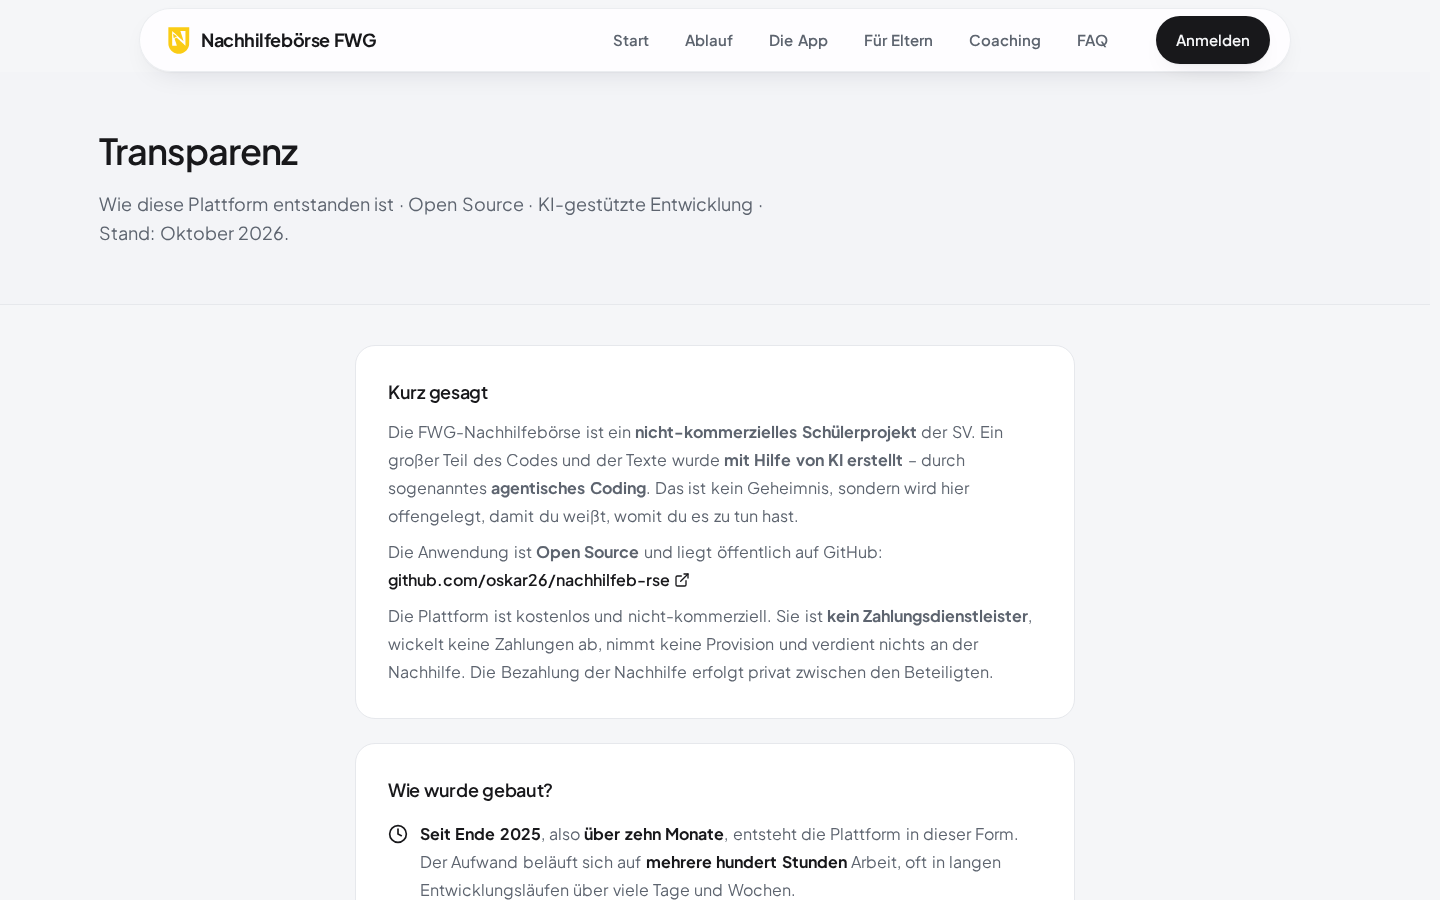 Nachhilfebörse FWG
Start
Ablauf
Die App
Für Eltern
Coaching
FAQ
Anmelden
Transparenz
Wie diese Plattform entstanden ist · Open Source · KI-gestützte Entwicklung ·
Stand: Oktober 2026.
Kurz gesagt
Die FWG-Nachhilfebörse ist ein nicht-kommerzielles Schülerprojekt der SV. Ein
großer Teil des Codes und der Texte wurde mit Hilfe von KI erstellt – durch
sogenanntes agentisches Coding. Das ist kein Geheimnis, sondern wird hier
offengelegt, damit du weißt, womit du es zu tun hast.
Die Anwendung ist Open Source und liegt öffentlich auf GitHub:
github.com/oskar26/nachhilfeb-rse
Die Plattform ist kostenlos und nicht-kommerziell. Sie ist kein Zahlungsdienstleister,
wickelt keine Zahlungen ab, nimmt keine Provision und verdient nichts an der
Nachhilfe. Die Bezahlung der Nachhilfe erfolgt privat zwischen den Beteiligten.
Wie wurde gebaut?
Seit Ende 2025, also über zehn Monate, entsteht die Plattform in dieser Form.
Der Aufwand beläuft sich auf mehrere hundert Stunden Arbeit, oft in langen
Entwicklungsläufen über viele Tage und Wochen.